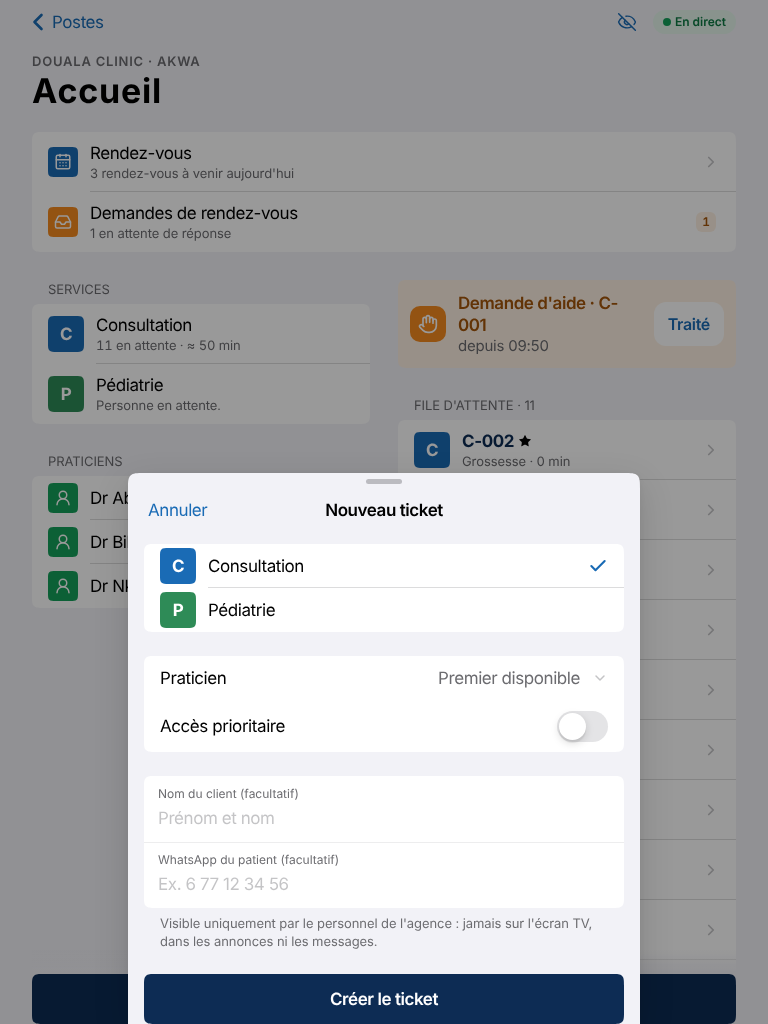 Postes
En direct
DOUALA CLINIC · AKWA
Accueil
Rendez-vous
3 rendez-vous à venir aujourd'hui
Demandes de rendez-vous
1 en attente de réponse
1
SERVICES
C
Consultation
11 en attente · ≈ 50 min
P
Pédiatrie
Personne en attente.
PRATICIENS
Dr
Dr
Dr
Demande d'aide · C-
001
depuis 09:50
Traité
FILE D'ATTENTE · 11
C
C-002 ★
Grossesse · 0 min
Annuler
Nouveau ticket
C
Consultation
P
Pédiatrie
Praticien
Premier disponible
Accès prioritaire
Nom du client (facultatif)
Prénom et nom
WhatsApp du patient (facultatif)
Ex. 6 77 12 34 56
Visible uniquement par le personnel de l'agence : jamais sur l'écran TV,
dans les annonces ni les messages.
Créer le ticket